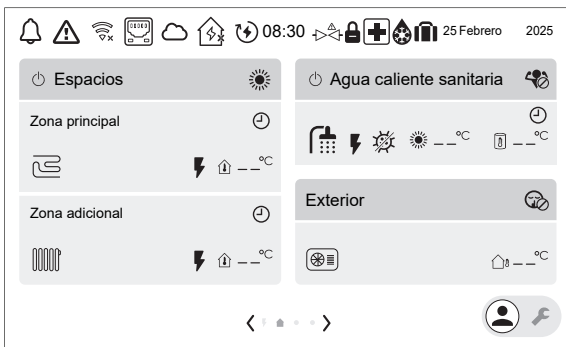 08:30 25 Febrero 2025
Espacios
Zona principal
_ _°C
Zona adicional
_ _°C
Agua caliente sanitaria
_ _°C _ _°C
Exterior
_ _°C